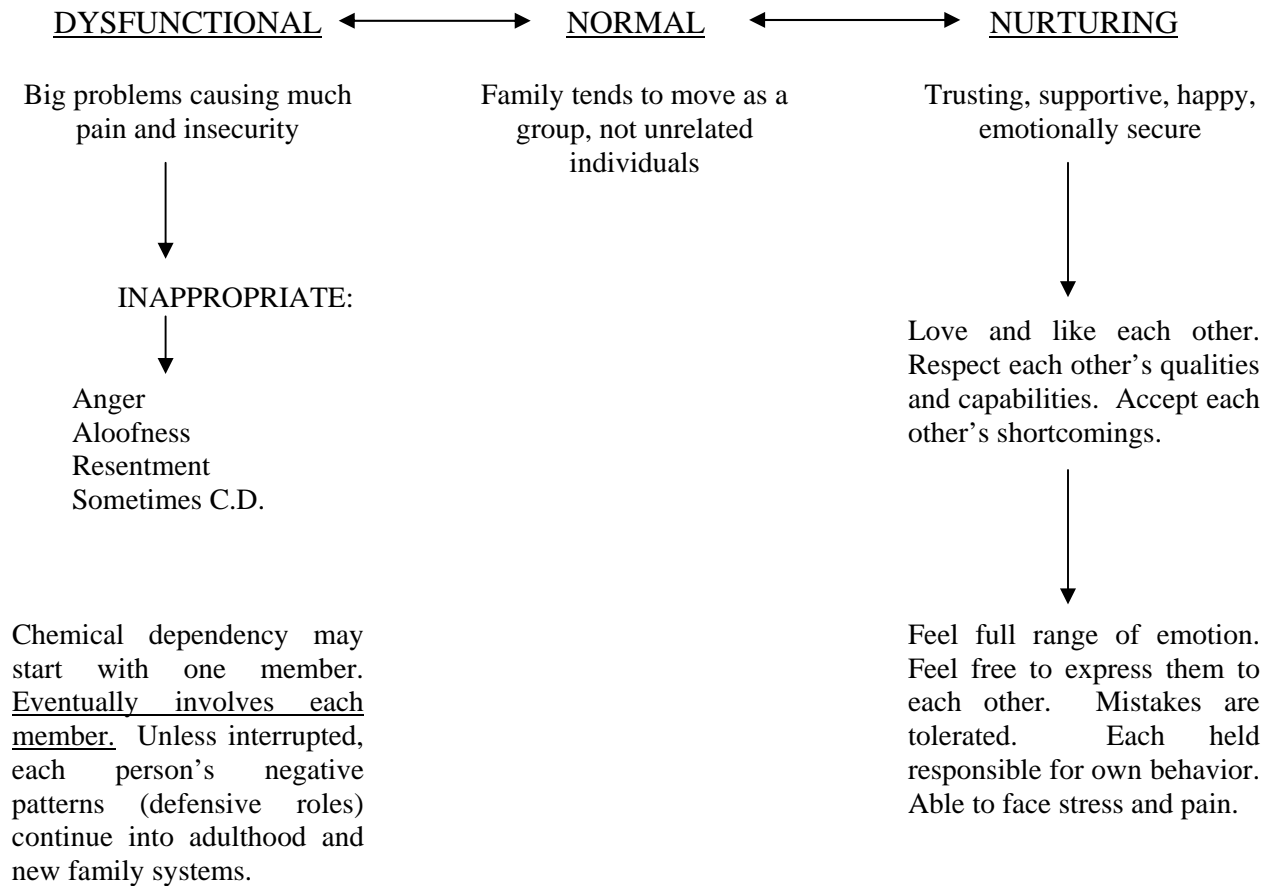 DYSFUNCTIONAL
NORMAL
NURTURING
Big problems causing much
pain and insecurity
Family tends to move as a
group, not unrelated
individuals
Trusting, supportive, happy,
emotionally secure
INAPPROPRIATE:
Anger
Aloofness
Resentment
Sometimes C.D.
Love and like each other.
Respect each other’s qualities
and capabilities. Accept each
other’s shortcomings.
Chemical dependency may
start with one member.
Eventually involves each
member. Unless interrupted,
each person’s negative
patterns (defensive roles)
continue into adulthood and
new family systems.
Feel full range of emotion.
Feel free to express them to
each other. Mistakes are
tolerated. Each held
responsible for own behavior.
Able to face stress and pain.